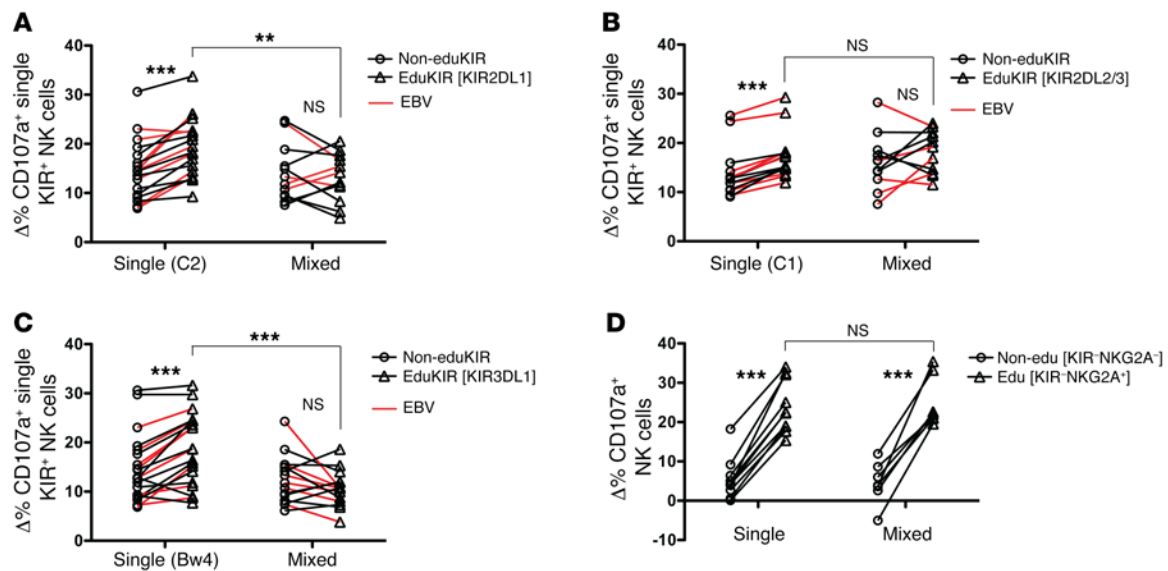 A
Δ% CD107a⁺ single
KIR⁺ NK cells
40
30
20
10
0
***
**
NS
Single (C2)
Mixed
Non-eduKIR
EduKIR [KIR2DL1]
EBV
B
Δ% CD107a⁺ single
KIR⁺ NK cells
40
30
20
10
0
***
NS
NS
Single (C1)
Mixed
Non-eduKIR
EduKIR [KIR2DL2/3]
EBV
C
Δ% CD107a⁺ single
KIR⁺ NK cells
40
30
20
10
0
***
***
NS
Single (Bw4)
Mixed
Non-eduKIR
EduKIR [KIR3DL1]
EBV
D
Δ% CD107a⁺
NK cells
40
30
20
10
0
-10
***
NS
***
Single
Mixed
Non-edu [KIR⁻NKG2A⁻]
Edu [KIR⁻NKG2A⁺]